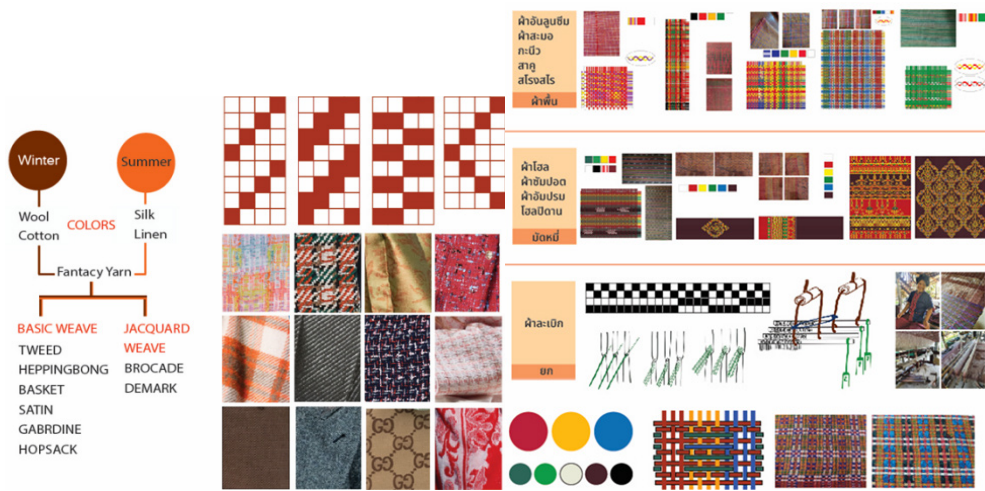 Winter
Summer
Wool
Cotton
COLORS
Silk
Linen
Fantacy Yarn
BASIC WEAVE
TWEED
HEPPINGBONG
BASKET
SATIN
GABRDINE
HOPSACK
JACQUARD
WEAVE
BROCADE
DEMARK
ผ้าอันลูนซีม
ผ้าสะมอ
กะนีว
สาคู
สโรงสไร
ผ้าพื้น
ผ้าโฮล
ผ้าซัมปอต
ผ้าอัมปรม
โฮลปิดาน
มัดหมี่
ผ้าละเบิก
ยก